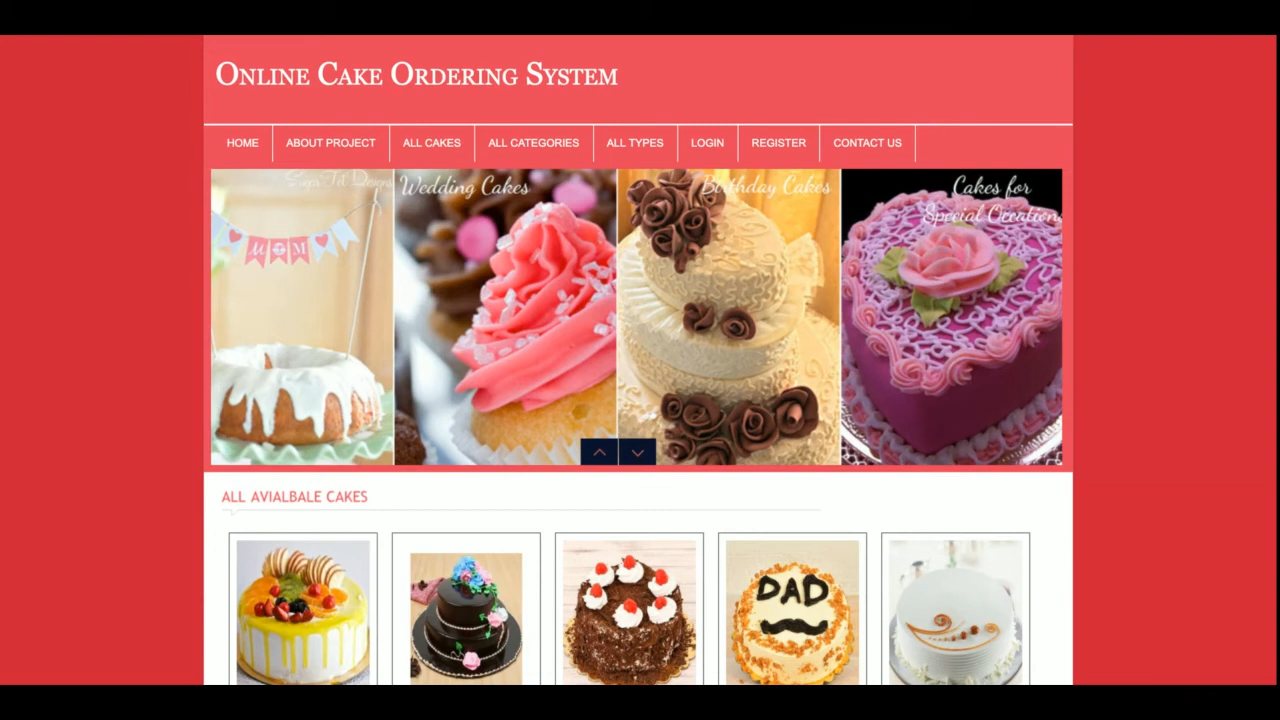 Online Cake Ordering System
HOME
ABOUT PROJECT
ALL CAKES
ALL CATEGORIES
ALL TYPES
LOGIN
REGISTER
CONTACT US
Wedding Cakes
Birthday Cakes
Cakes for
Special Occations
MOM
ALL AVIALBALE CAKES
DAD